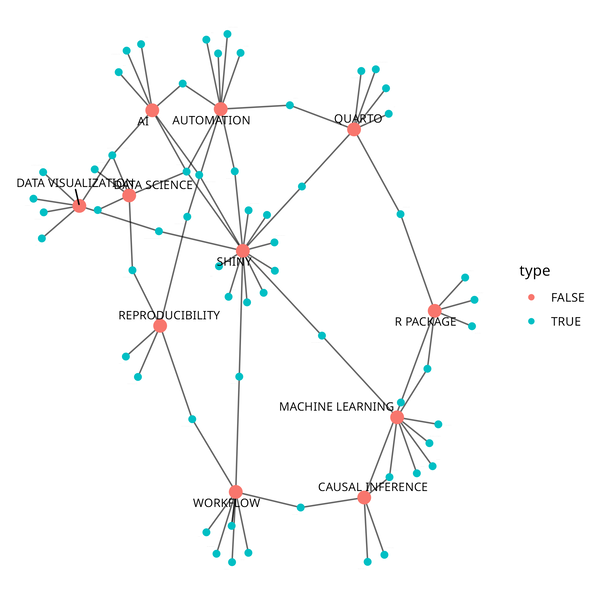 AI
AUTOMATION
QUARTO
DATA VISUALIZATION
DATA SCIENCE
SHINY
type
FALSE
TRUE
REPRODUCIBILITY
R PACKAGE
MACHINE LEARNING
CAUSAL INFERENCE
WORKFLOW